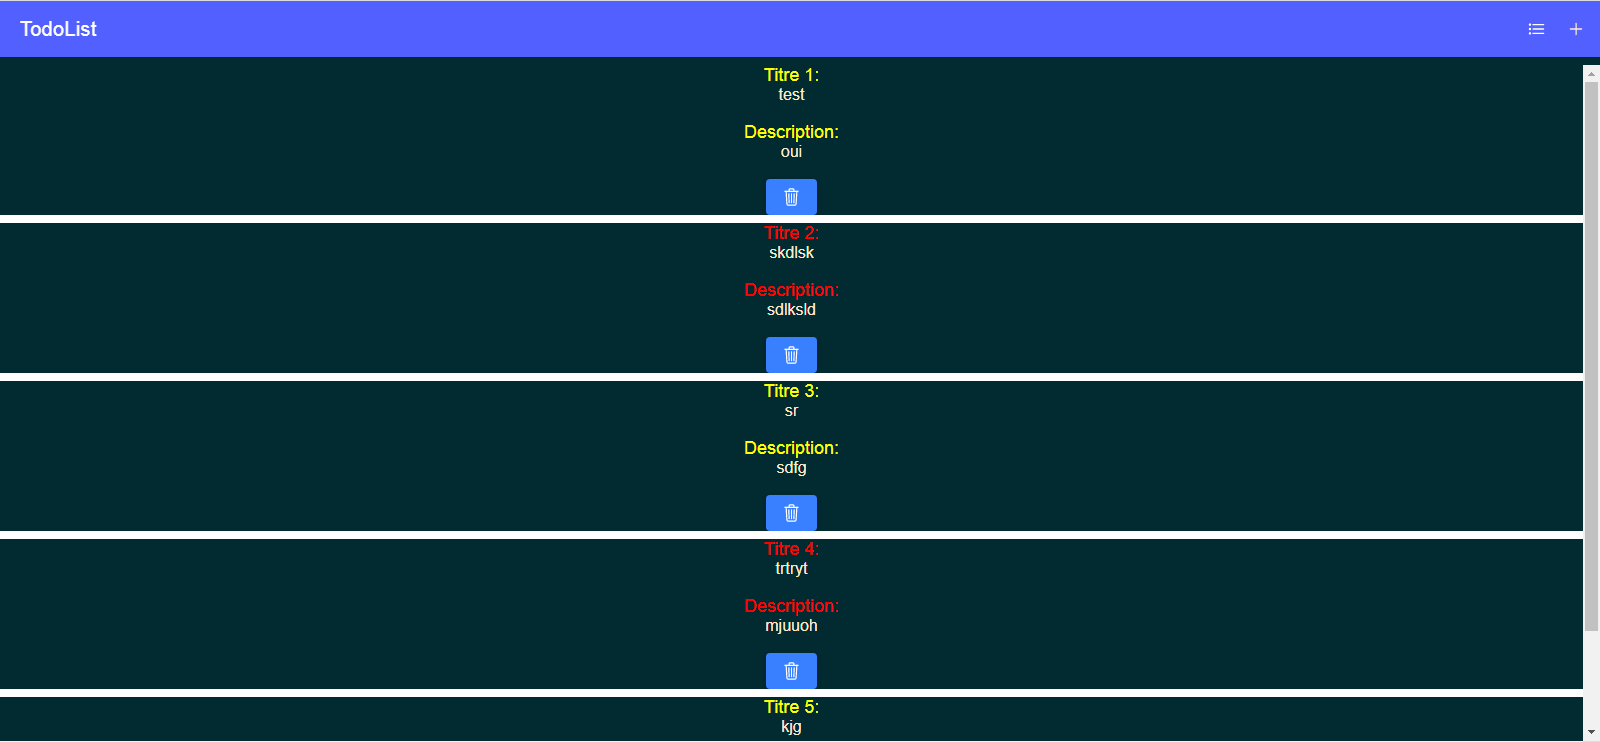 TodoList
Titre 1:
test
Description:
oui
Titre 2:
skdlsk
Description:
sdlksld
Titre 3:
sr
Description:
sdfg
Titre 4:
trtryt
Description:
mjuuoh
Titre 5:
kjg